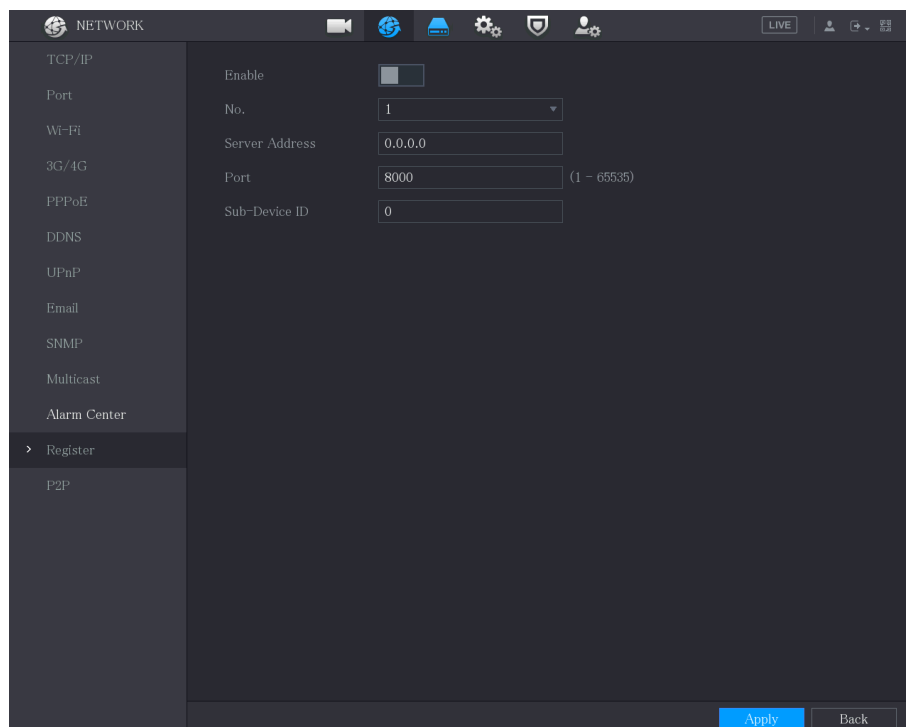 NETWORK
LIVE
TCP/IP
Port
Wi-Fi
3G/4G
PPPoE
DDNS
UPnP
Email
SNMP
Multicast
Alarm Center
Register
P2P
Enable
No. 1
Server Address 0.0.0.0
Port 8000 (1 - 65535)
Sub-Device ID 0
Apply Back